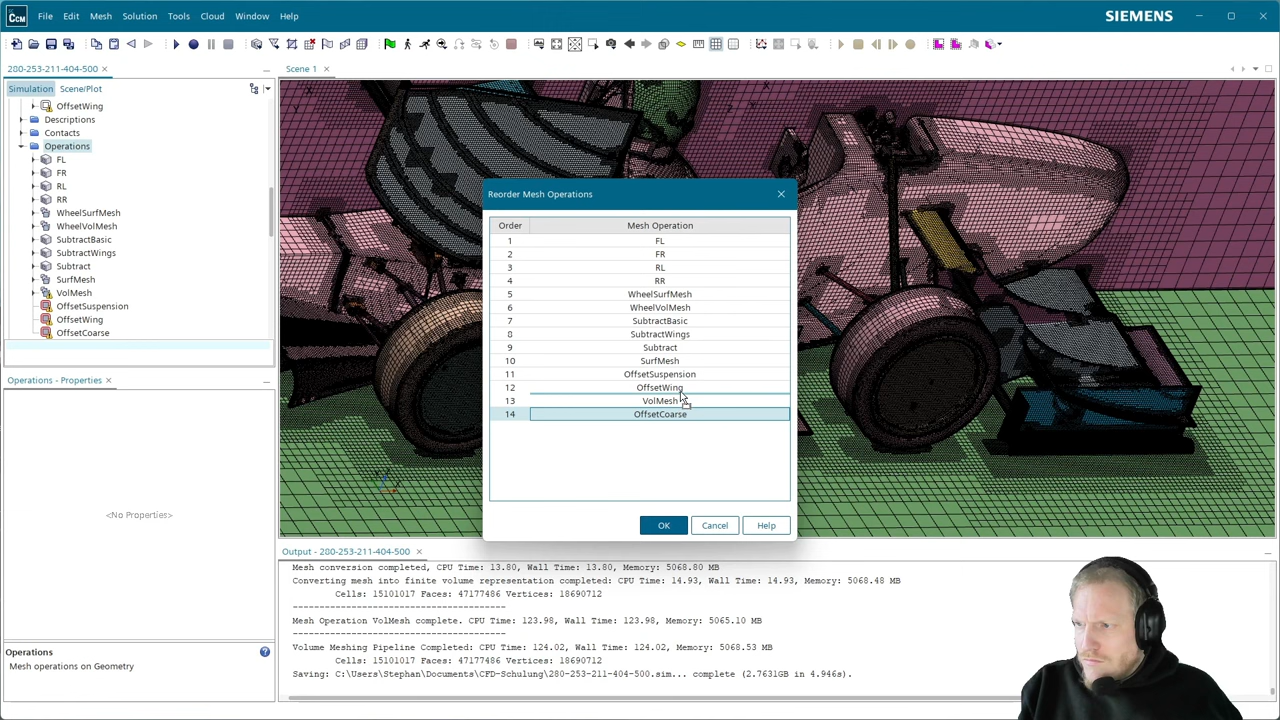 CCM File Edit Mesh Solution Tools Cloud Window Help SIEMENS
280-253-211-404-500
Scene 1
Simulation Scene/Plot
OffsetWing
Descriptions
Contacts
Operations
FL
FR
RL
RR
WheelSurfMesh
WheelVolMesh
SubtractBasic
SubtractWings
Subtract
SurfMesh
VolMesh
OffsetSuspension
OffsetWing
OffsetCoarse
Operations - Properties
<No Properties>
Operations
Mesh operations on Geometry
Reorder Mesh Operations
Order Mesh Operation
1 FL
2 FR
3 RL
4 RR
5 WheelSurfMesh
6 WheelVolMesh
7 SubtractBasic
8 SubtractWings
9 Subtract
10 SurfMesh
11 OffsetSuspension
12 OffsetWing
13 VolMesh
14 OffsetCoarse
OK Cancel Help
Output - 280-253-211-404-500
Mesh conversion completed, CPU Time: 13.80, Wall Time: 13.80, Memory: 5068.80 MB
Converting mesh into finite volume representation completed: CPU Time: 14.93, Wall Time: 14.93, Memory: 5068.48 MB
Cells: 15101017 Faces: 47177486 Vertices: 18690712
----------------------------------------
Mesh Operation VolMesh complete. CPU Time: 123.98, Wall Time: 123.98, Memory: 5065.10 MB
----------------------------------------
Volume Meshing Pipeline Completed: CPU Time: 124.02, Wall Time: 124.02, Memory: 5068.53 MB
Cells: 15101017 Faces: 47177486 Vertices: 18690712
Saving: C:\Users\Stephan\Documents\CFD-Schulung\280-253-211-404-500.sim... complete (2.7631GB in 4.946s).